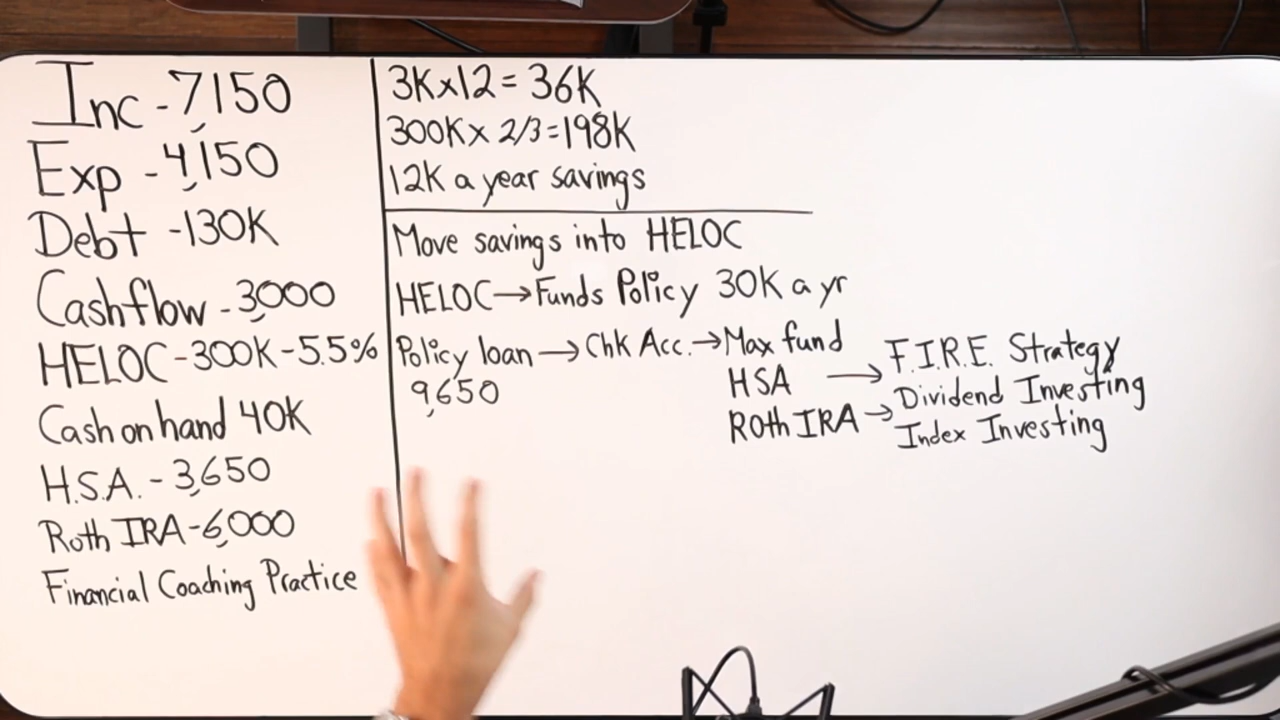 Inc - 7,150
Exp - 4,150
Debt - 130K
Cashflow - 3,000
HELOC - 300K - 5.5%
Cash on hand 40K
H.S.A. - 3,650
Roth IRA - 6,000
Financial Coaching Practice
3K x 12 = 36K
300K x 2/3 = 198K
12K a year savings
Move savings into HELOC
HELOC → Funds Policy 30K a yr
Policy loan → Chk Acc. → Max fund
9,650
HSA → F.I.R.E. Strategy
Roth IRA → Dividend Investing
Index Investing